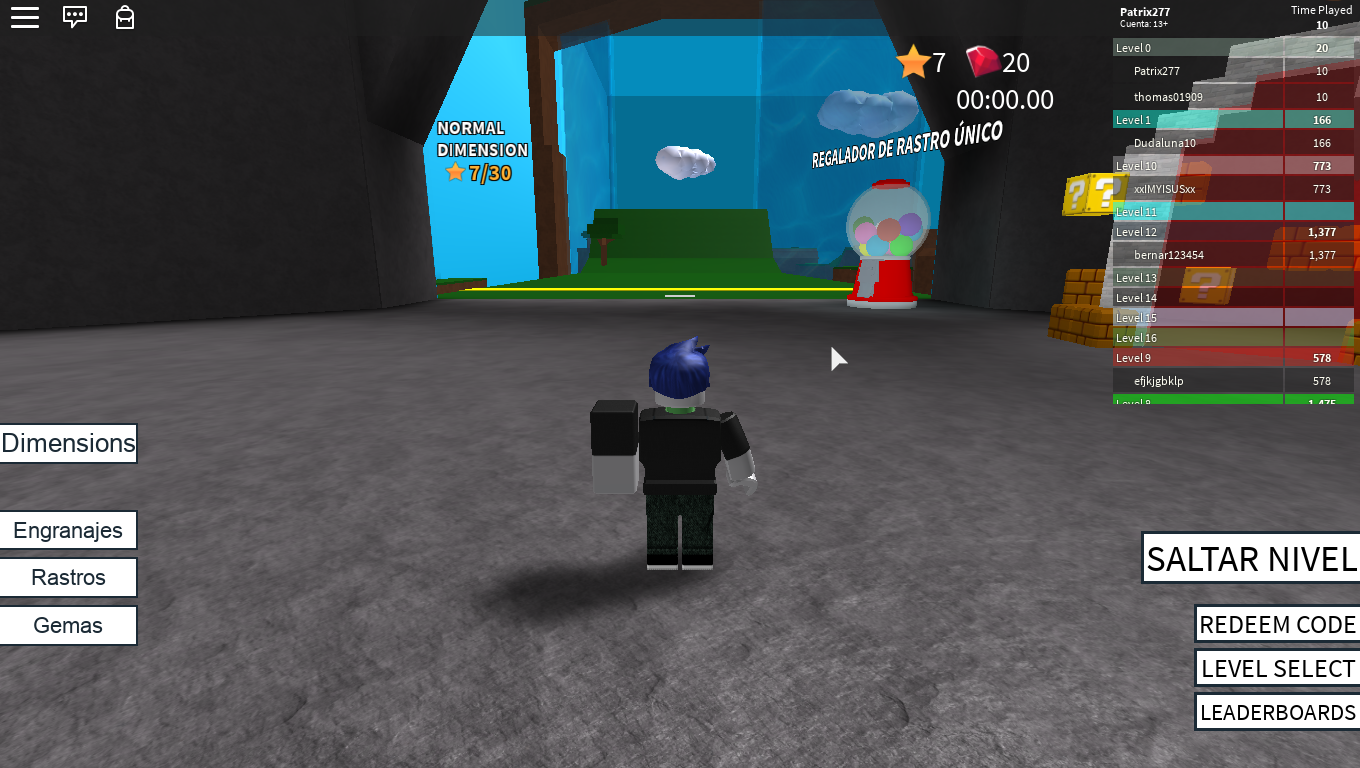 Patrix277
Cuenta: 13+
Time Played
10
Level 0 20
Patrix277 10
thomas01909 10
Level 1 166
Dudaluna10 166
Level 10 773
xxIMYISUSxx 773
Level 11
Level 12 1,377
bernar123454 1,377
Level 13
Level 14
Level 15
Level 16
Level 9 578
efjkjgbklp 578
Level 8 1,475
7 20
00:00.00
NORMAL
DIMENSION
7/30
REGALADOR DE RASTRO ÚNICO
? ?
?
Dimensions
Engranajes
Rastros
Gemas
SALTAR NIVEL
REDEEM CODE
LEVEL SELECT
LEADERBOARDS